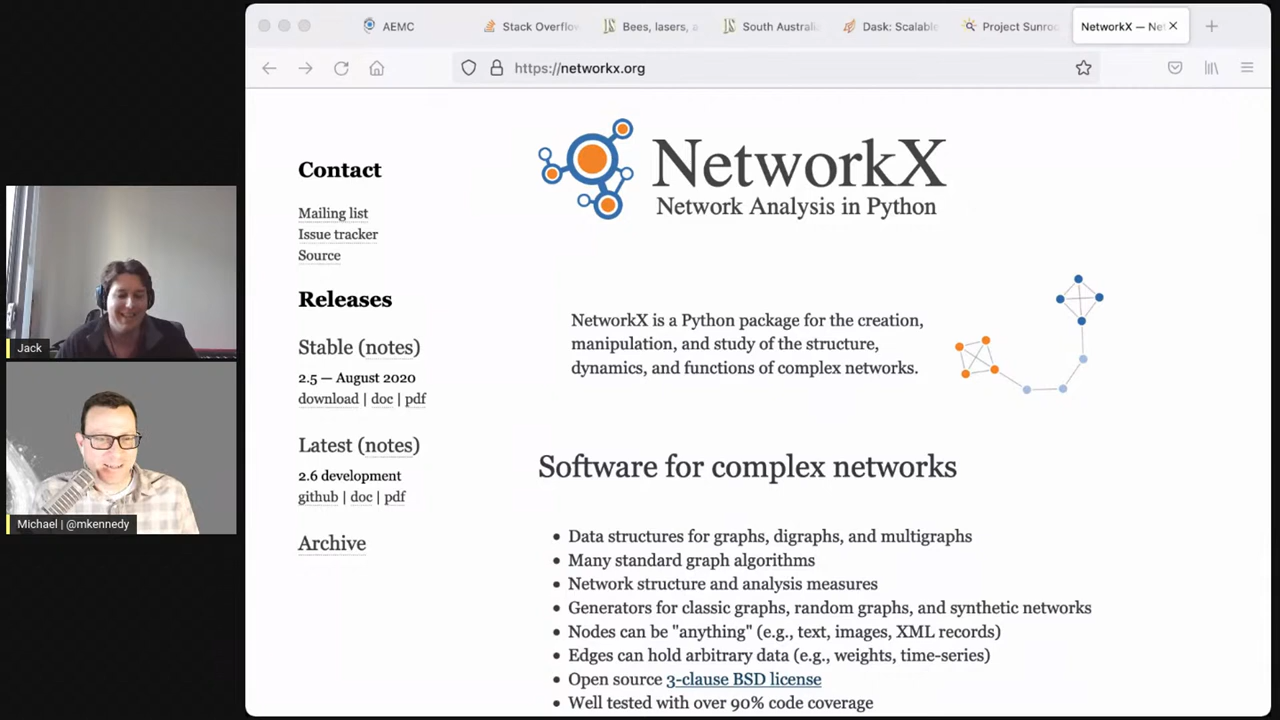 AEMC
Stack Overflow
Bees, lasers, a
South Australi
Dask: Scalable
Project Sunroo
NetworkX — Net
https://networkx.org
Contact
Mailing list
Issue tracker
Source
Releases
Stable (notes)
2.5 — August 2020
download | doc | pdf
Latest (notes)
2.6 development
github | doc | pdf
Archive
NetworkX
Network Analysis in Python
NetworkX is a Python package for the creation,
manipulation, and study of the structure,
dynamics, and functions of complex networks.
Software for complex networks
• Data structures for graphs, digraphs, and multigraphs
• Many standard graph algorithms
• Network structure and analysis measures
• Generators for classic graphs, random graphs, and synthetic networks
• Nodes can be "anything" (e.g., text, images, XML records)
• Edges can hold arbitrary data (e.g., weights, time-series)
• Open source 3-clause BSD license
• Well tested with over 90% code coverage
Jack
Michael | @mkennedy